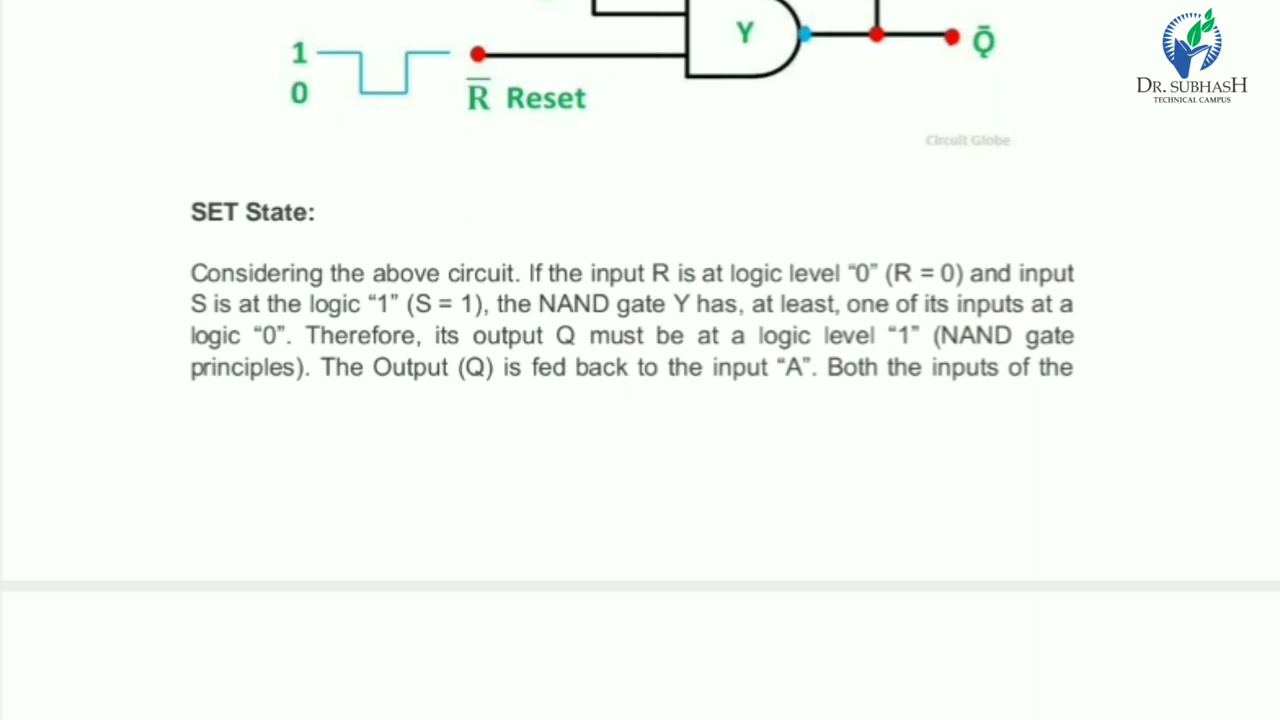 Y
Q̄
1
0
R̅ Reset
DR. SUBHASH
TECHNICAL CAMPUS
Circuit Globe
SET State:
Considering the above circuit. If the input R is at logic level “0” (R = 0) and input
S is at the logic “1” (S = 1), the NAND gate Y has, at least, one of its inputs at a
logic “0”. Therefore, its output Q must be at a logic level “1” (NAND gate
principles). The Output (Q) is fed back to the input “A”. Both the inputs of the